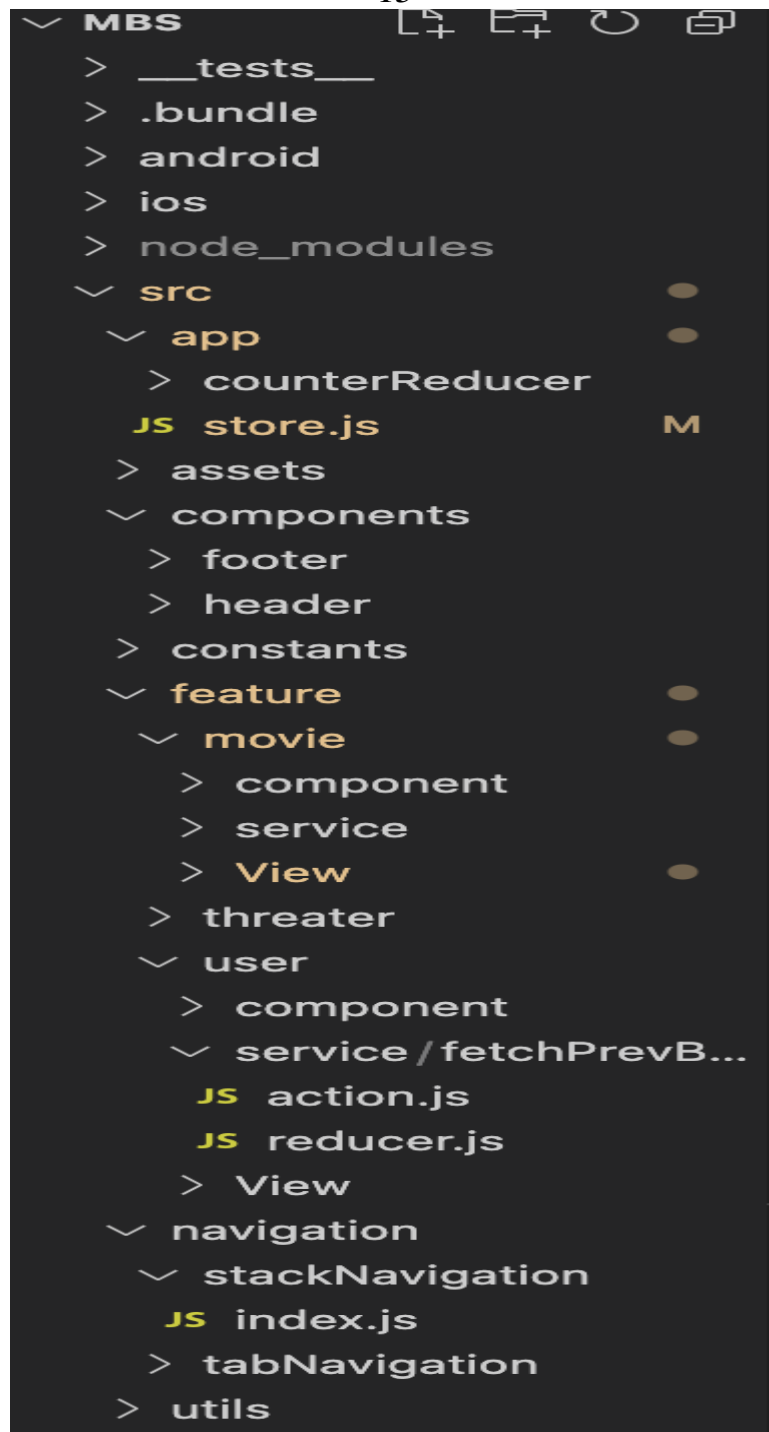 MBS
__tests__
.bundle
android
ios
node_modules
src
app
counterReducer
JS store.js M
assets
components
footer
header
constants
feature
movie
component
service
View
threater
user
component
service/fetchPrevB...
JS action.js
JS reducer.js
View
navigation
stackNavigation
JS index.js
tabNavigation
utils